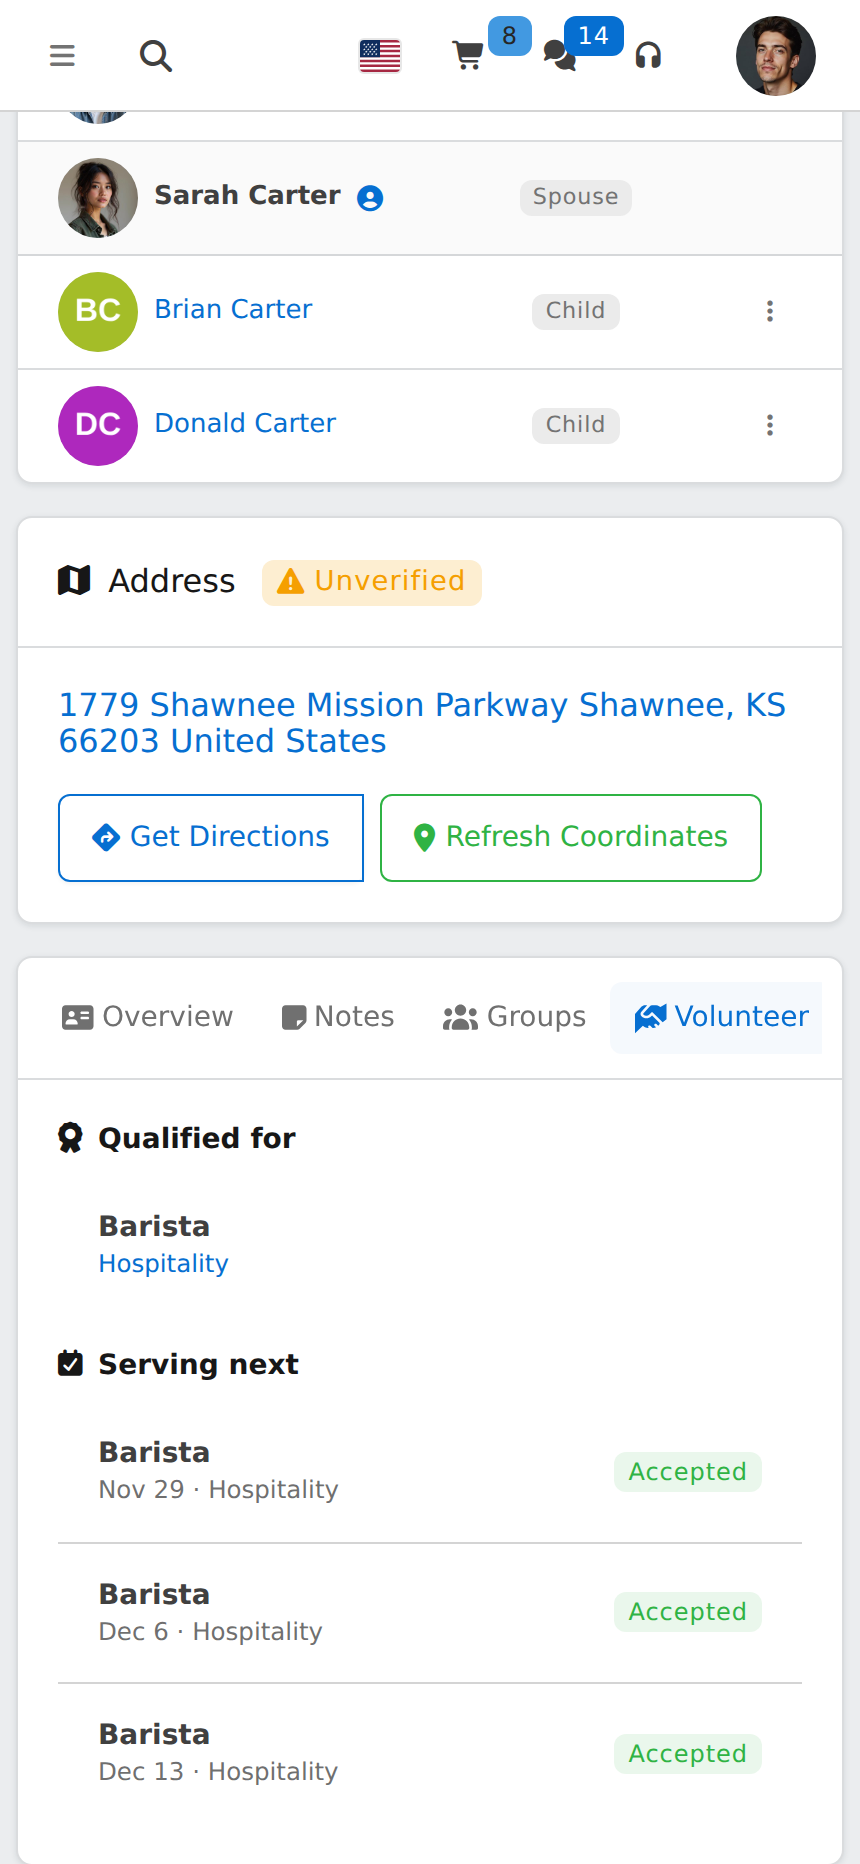 8
14
Sarah Carter
Spouse
BC
Brian Carter
Child
DC
Donald Carter
Child
Address
Unverified
1779 Shawnee Mission Parkway Shawnee, KS
66203 United States
Get Directions
Refresh Coordinates
Overview
Notes
Groups
Volunteer
Qualified for
Barista
Hospitality
Serving next
Barista
Nov 29 · Hospitality
Accepted
Barista
Dec 6 · Hospitality
Accepted
Barista
Dec 13 · Hospitality
Accepted